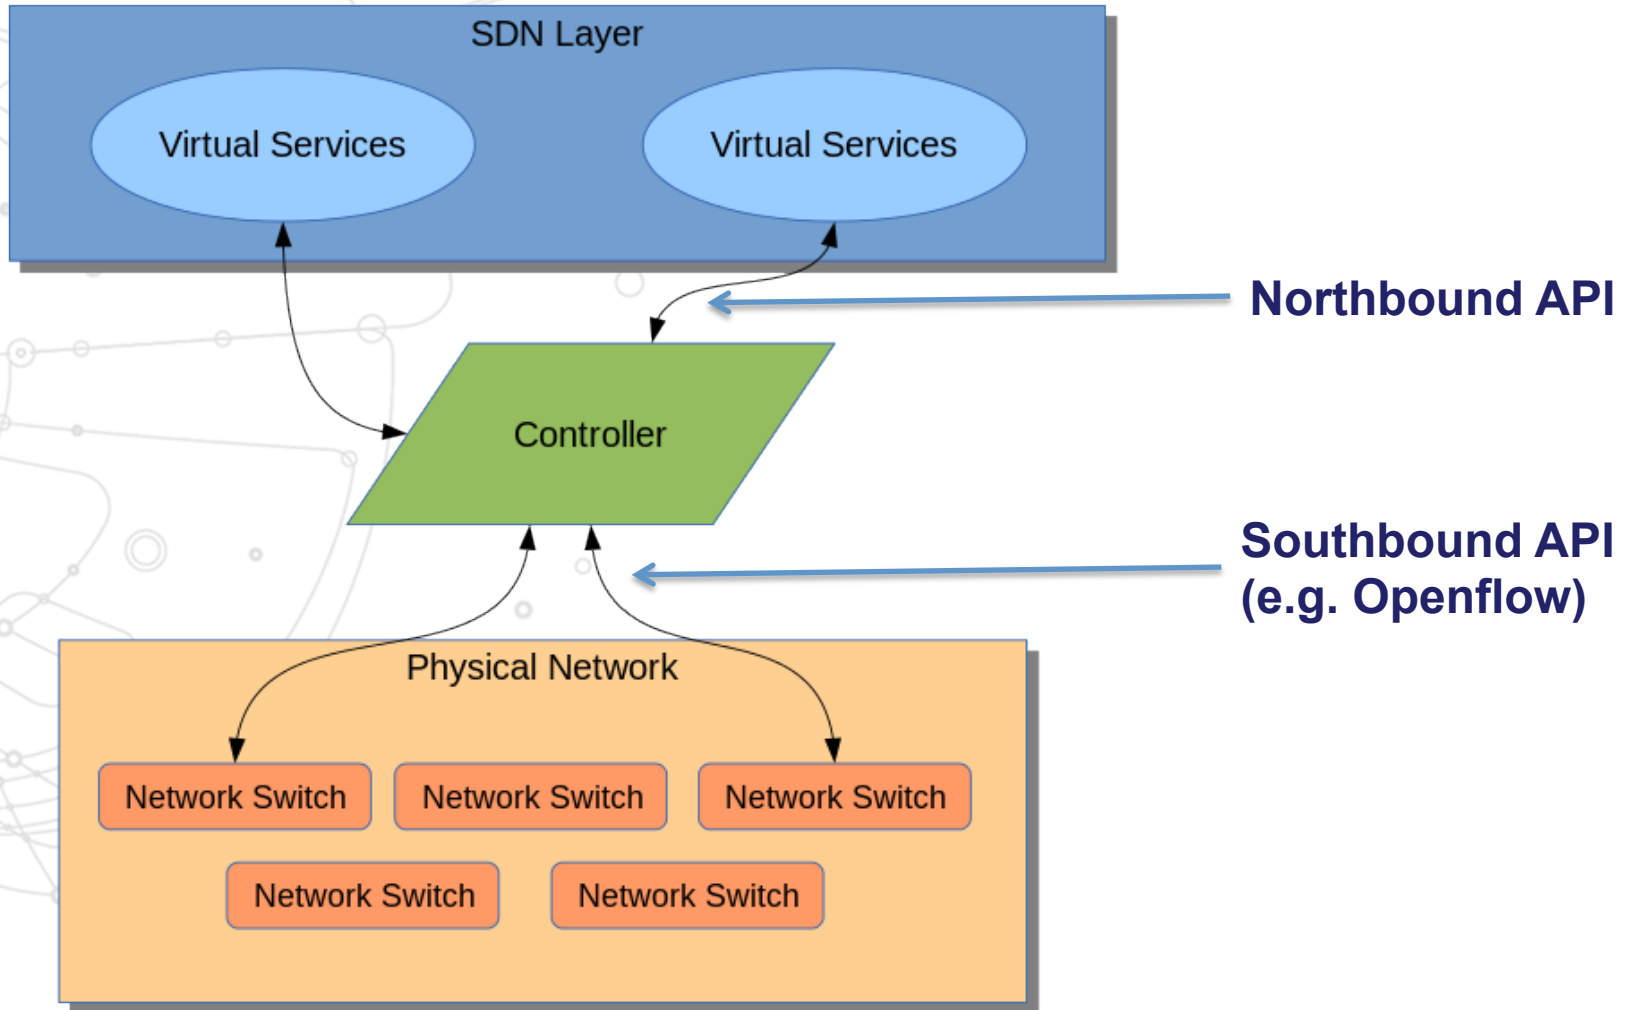 SDN Layer
Virtual Services
Virtual Services
Northbound API
Controller
Southbound API
(e.g. Openflow)
Physical Network
Network Switch
Network Switch
Network Switch
Network Switch
Network Switch